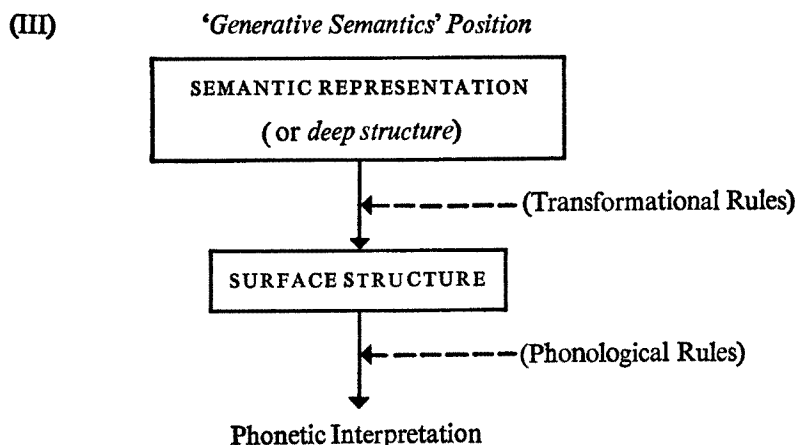 (III) ‘Generative Semantics’ Position
SEMANTIC REPRESENTATION
(or deep structure)
(Transformational Rules)
SURFACE STRUCTURE
(Phonological Rules)
Phonetic Interpretation